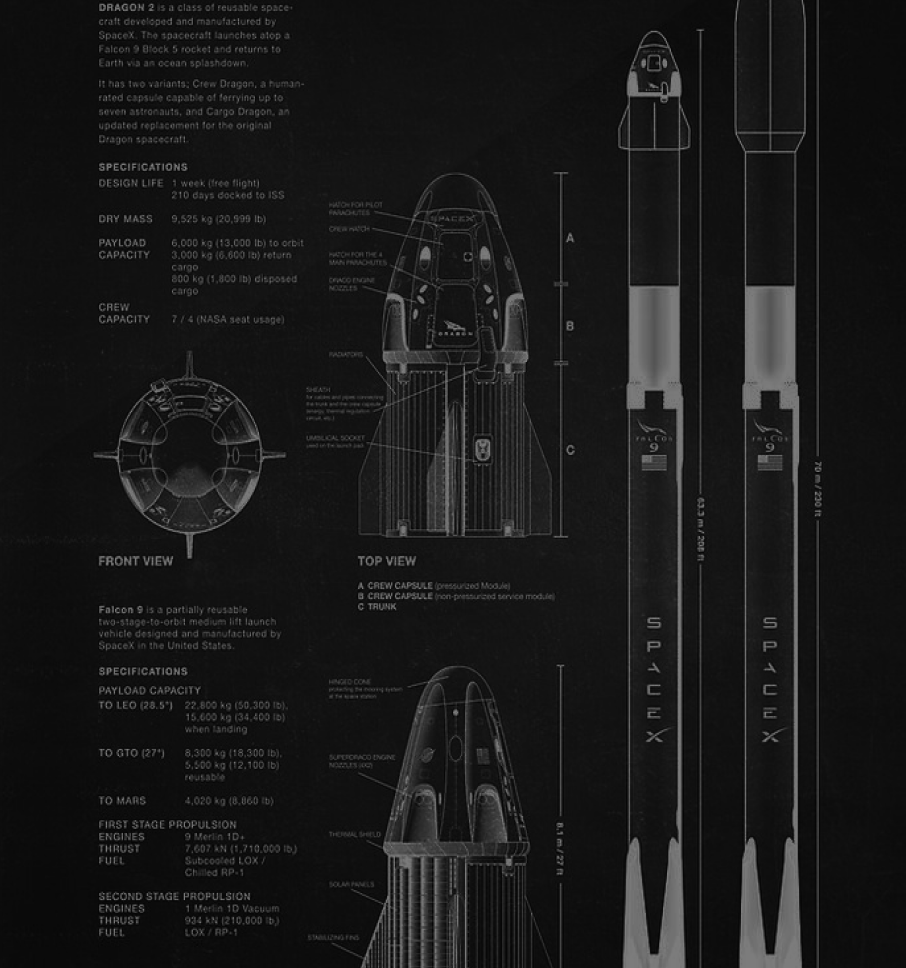 DRAGON 2 is a class of reusable space-
craft developed and manufactured by
SpaceX. The spacecraft launches atop a
Falcon 9 Block 5 rocket and returns to
Earth via an ocean splashdown.
It has two variants; Crew Dragon, a human-
rated capsule capable of ferrying up to
seven astronauts, and Cargo Dragon, an
updated replacement for the original
Dragon spacecraft.
SPECIFICATIONS
DESIGN LIFE 1 week (free flight)
210 days docked to ISS
DRY MASS 9,525 kg (20,999 lb)
PAYLOAD 6,000 kg (13,000 lb) to orbit
CAPACITY 3,000 kg (6,600 lb) return
cargo
800 kg (1,800 lb) disposed
cargo
CREW
CAPACITY 7 / 4 (NASA seat usage)
FRONT VIEW
HATCH FOR PILOT
PARACHUTES
CREW HATCH
HATCH FOR THE 4
MAIN PARACHUTES
DRACO ENGINE
NOZZLES
RADIATORS
SHEATH
for cables and pipes connecting
the trunk and the crew capsule
(energy, thermal regulation
circuit, etc.)
UMBILICAL SOCKET
used on the launch pad
SPACEX
DRAGON
A
B
C
TOP VIEW
A CREW CAPSULE (pressurized Module)
B CREW CAPSULE (non-pressurized service module)
C TRUNK
Falcon 9 is a partially reusable
two-stage-to-orbit medium lift launch
vehicle designed and manufactured by
SpaceX in the United States.
SPECIFICATIONS
PAYLOAD CAPACITY
TO LEO (28.5°) 22,800 kg (50,300 lb),
15,600 kg (34,400 lb)
when landing
TO GTO (27°) 8,300 kg (18,300 lb),
5,500 kg (12,100 lb)
reusable
TO MARS 4,020 kg (8,860 lb)
FIRST STAGE PROPULSION
ENGINES 9 Merlin 1D+
THRUST 7,607 kN (1,710,000 lb,)
FUEL Subcooled LOX /
Chilled RP-1
SECOND STAGE PROPULSION
ENGINES 1 Merlin 1D Vacuum
THRUST 934 kN (210,000 lb,)
FUEL LOX / RP-1
HINGED CONE
protecting the docking system
at the space station
SUPERDRACO ENGINE
NOZZLES (4X2)
THERMAL SHIELD
SOLAR PANELS
STABILIZING FINS
8.1 m / 27 ft
FALCON
9
SPACEX
63.3 m / 208 ft
FALCON
9
SPACEX
70 m / 230 ft